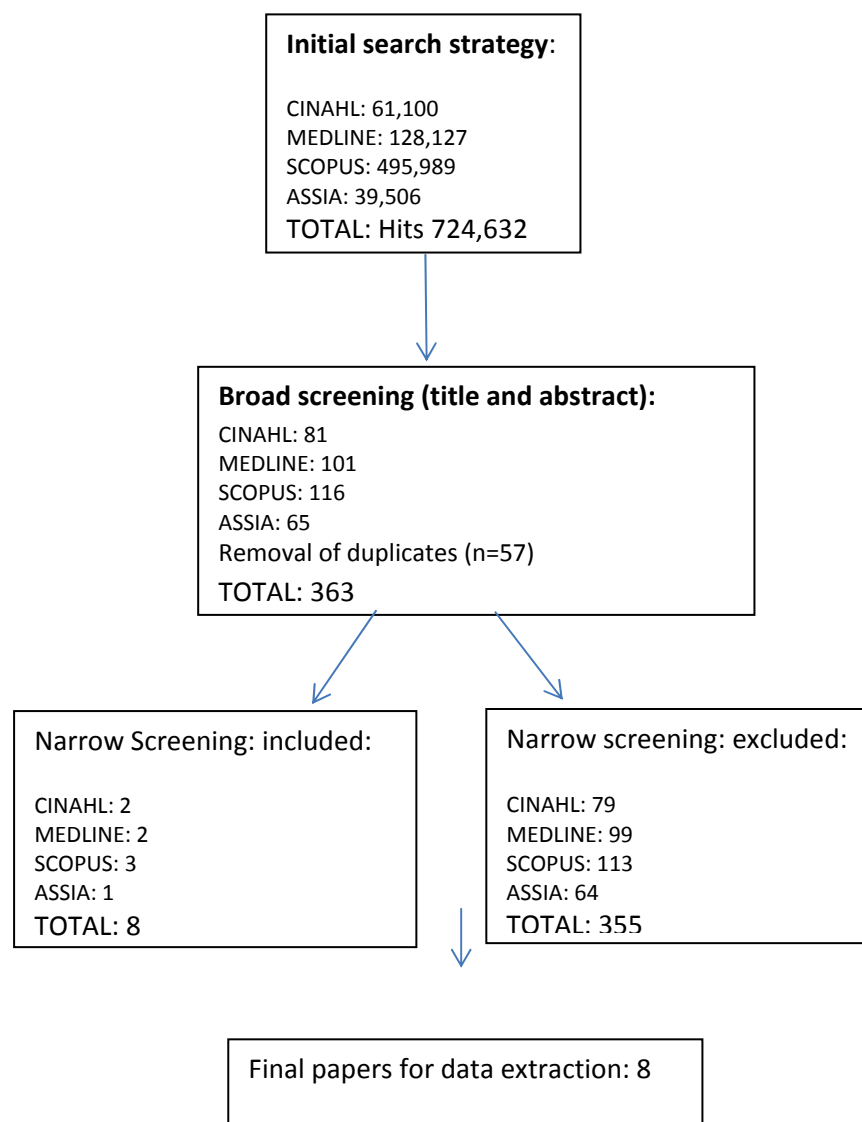 Initial search strategy:
CINAHL: 61,100
MEDLINE: 128,127
SCOPUS: 495,989
ASSIA: 39,506
TOTAL: Hits 724,632
Broad screening (title and abstract):
CINAHL: 81
MEDLINE: 101
SCOPUS: 116
ASSIA: 65
Removal of duplicates (n=57)
TOTAL: 363
Narrow Screening: included:
CINAHL: 2
MEDLINE: 2
SCOPUS: 3
ASSIA: 1
TOTAL: 8
Narrow screening: excluded:
CINAHL: 79
MEDLINE: 99
SCOPUS: 113
ASSIA: 64
TOTAL: 355
Final papers for data extraction: 8